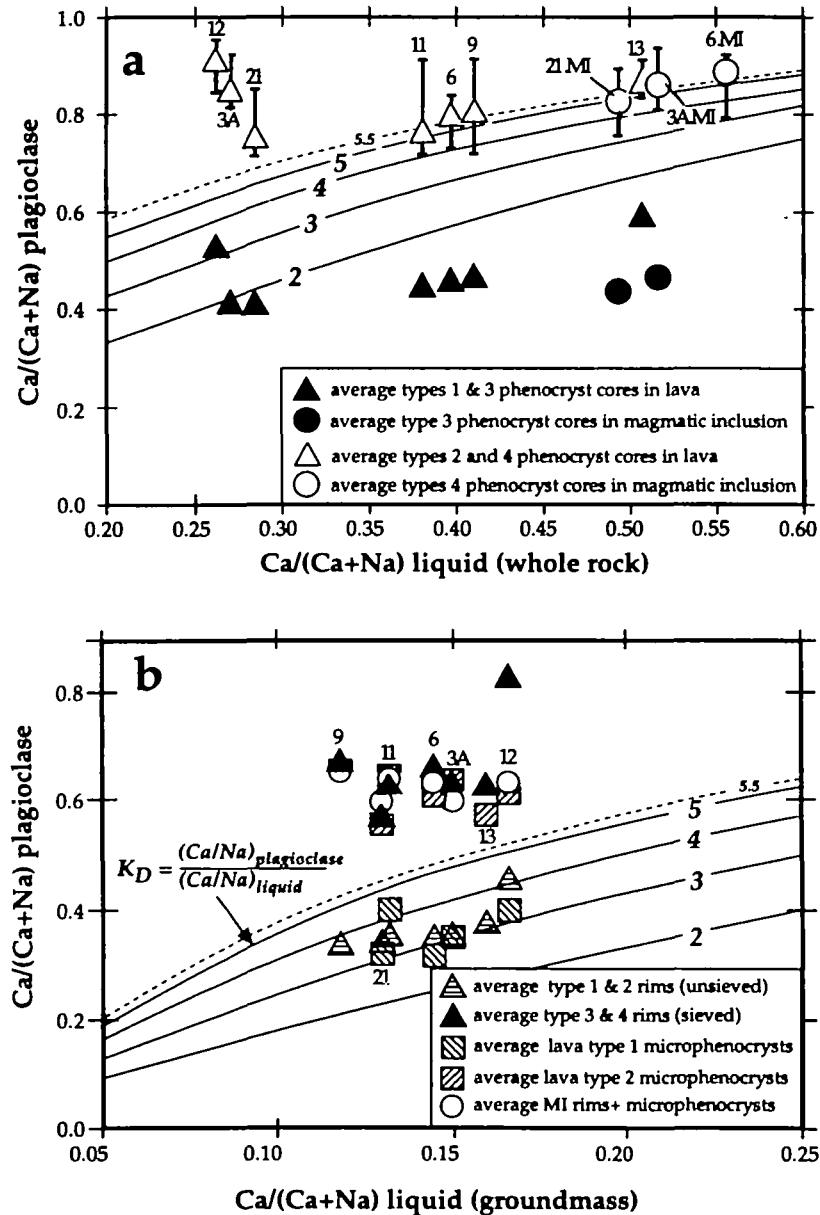 a
1.0
0.8
0.6
0.4
0.2
0.0
Ca/(Ca+Na) plagioclase
12
3A
21
11
6
9
21MI
13
3A.MI
6.MI
5.5
5
4
3
2
average types 1 & 3 phenocryst cores in lava
average type 3 phenocryst cores in magmatic inclusion
average types 2 and 4 phenocryst cores in lava
average types 4 phenocryst cores in magmatic inclusion
0.20 0.25 0.30 0.35 0.40 0.45 0.50 0.55 0.60
Ca/(Ca+Na) liquid (whole rock)
b
0.8
0.6
0.4
0.2
0.0
Ca/(Ca+Na) plagioclase
9
11
6
3A
12
13
21
5.5
5
4
3
2
K_D = (Ca/Na)plagioclase
(Ca/Na)liquid
average type 1 & 2 rims (unsieved)
average type 3 & 4 rims (sieved)
average lava type 1 microphenocrysts
average lava type 2 microphenocrysts
average MI rims+ microphenocrysts
0.05 0.10 0.15 0.20 0.25
Ca/(Ca+Na) liquid (groundmass)